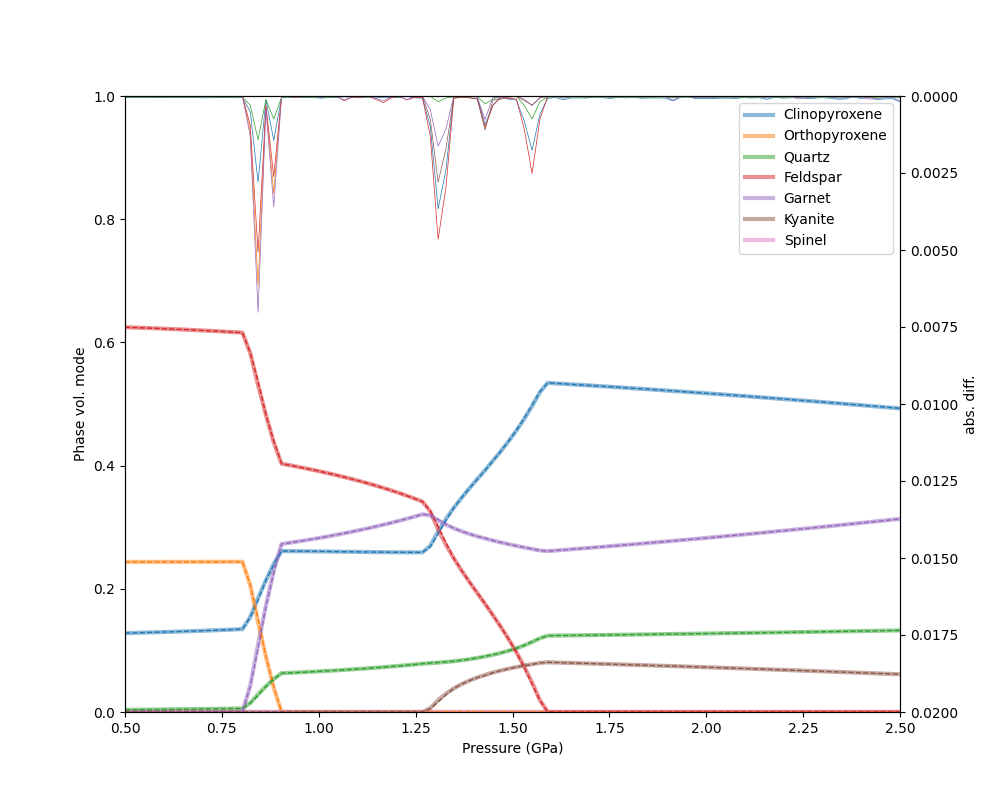 1.0
0.8
0.6
0.4
0.2
0.0
Phase vol. mode
0.50
0.75
1.00
1.25
1.50
1.75
2.00
2.25
2.50
Pressure (GPa)
0.0000
0.0025
0.0050
0.0075
0.0100
0.0125
0.0150
0.0175
0.0200
abs. diff.
Clinopyroxene
Orthopyroxene
Quartz
Feldspar
Garnet
Kyanite
Spinel